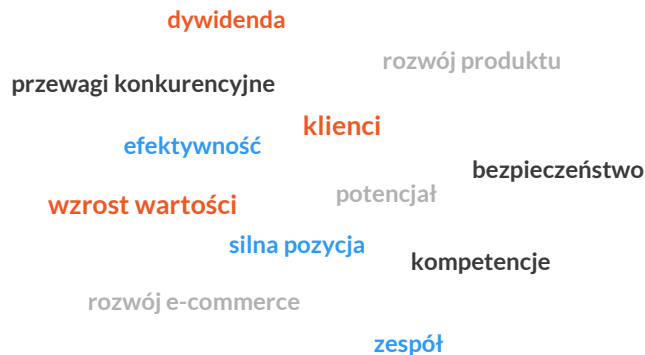 dywidenda
rozwój produktu
przewagi konkurencyjne
klienci
efektywność
bezpieczeństwo
potencjał
wzrost wartości
silna pozycja
kompetencje
rozwój e-commerce
zespół